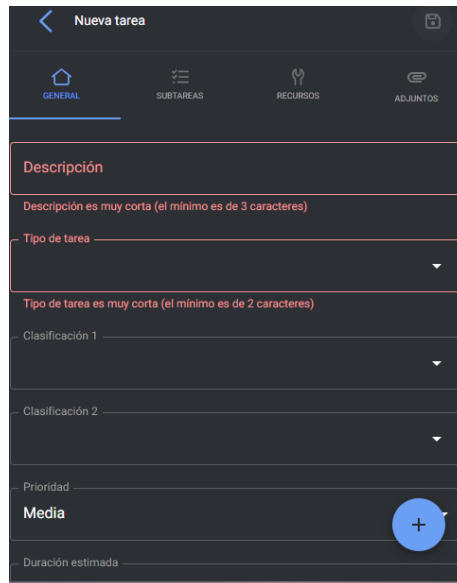 Nueva tarea
GENERAL SUBTAREAS RECURSOS ADJUNTOS
Descripción
Descripción es muy corta (el mínimo es de 3 caracteres)
Tipo de tarea
Tipo de tarea es muy corta (el mínimo es de 2 caracteres)
Clasificación 1
Clasificación 2
Prioridad
Media
Duración estimada